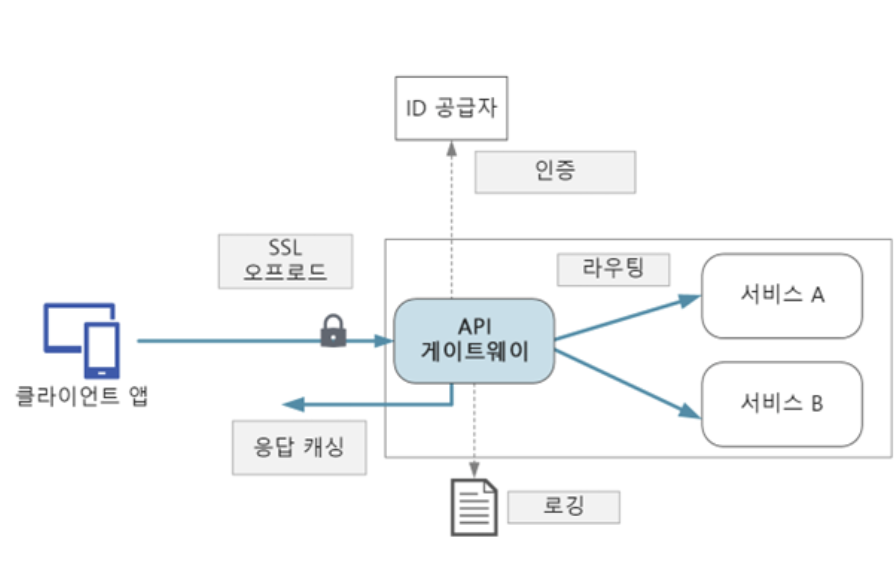 ID 공급자
인증
SSL
오프로드
라우팅
서비스 A
API
게이트웨이
클라이언트 앱
서비스 B
응답 캐싱
로깅